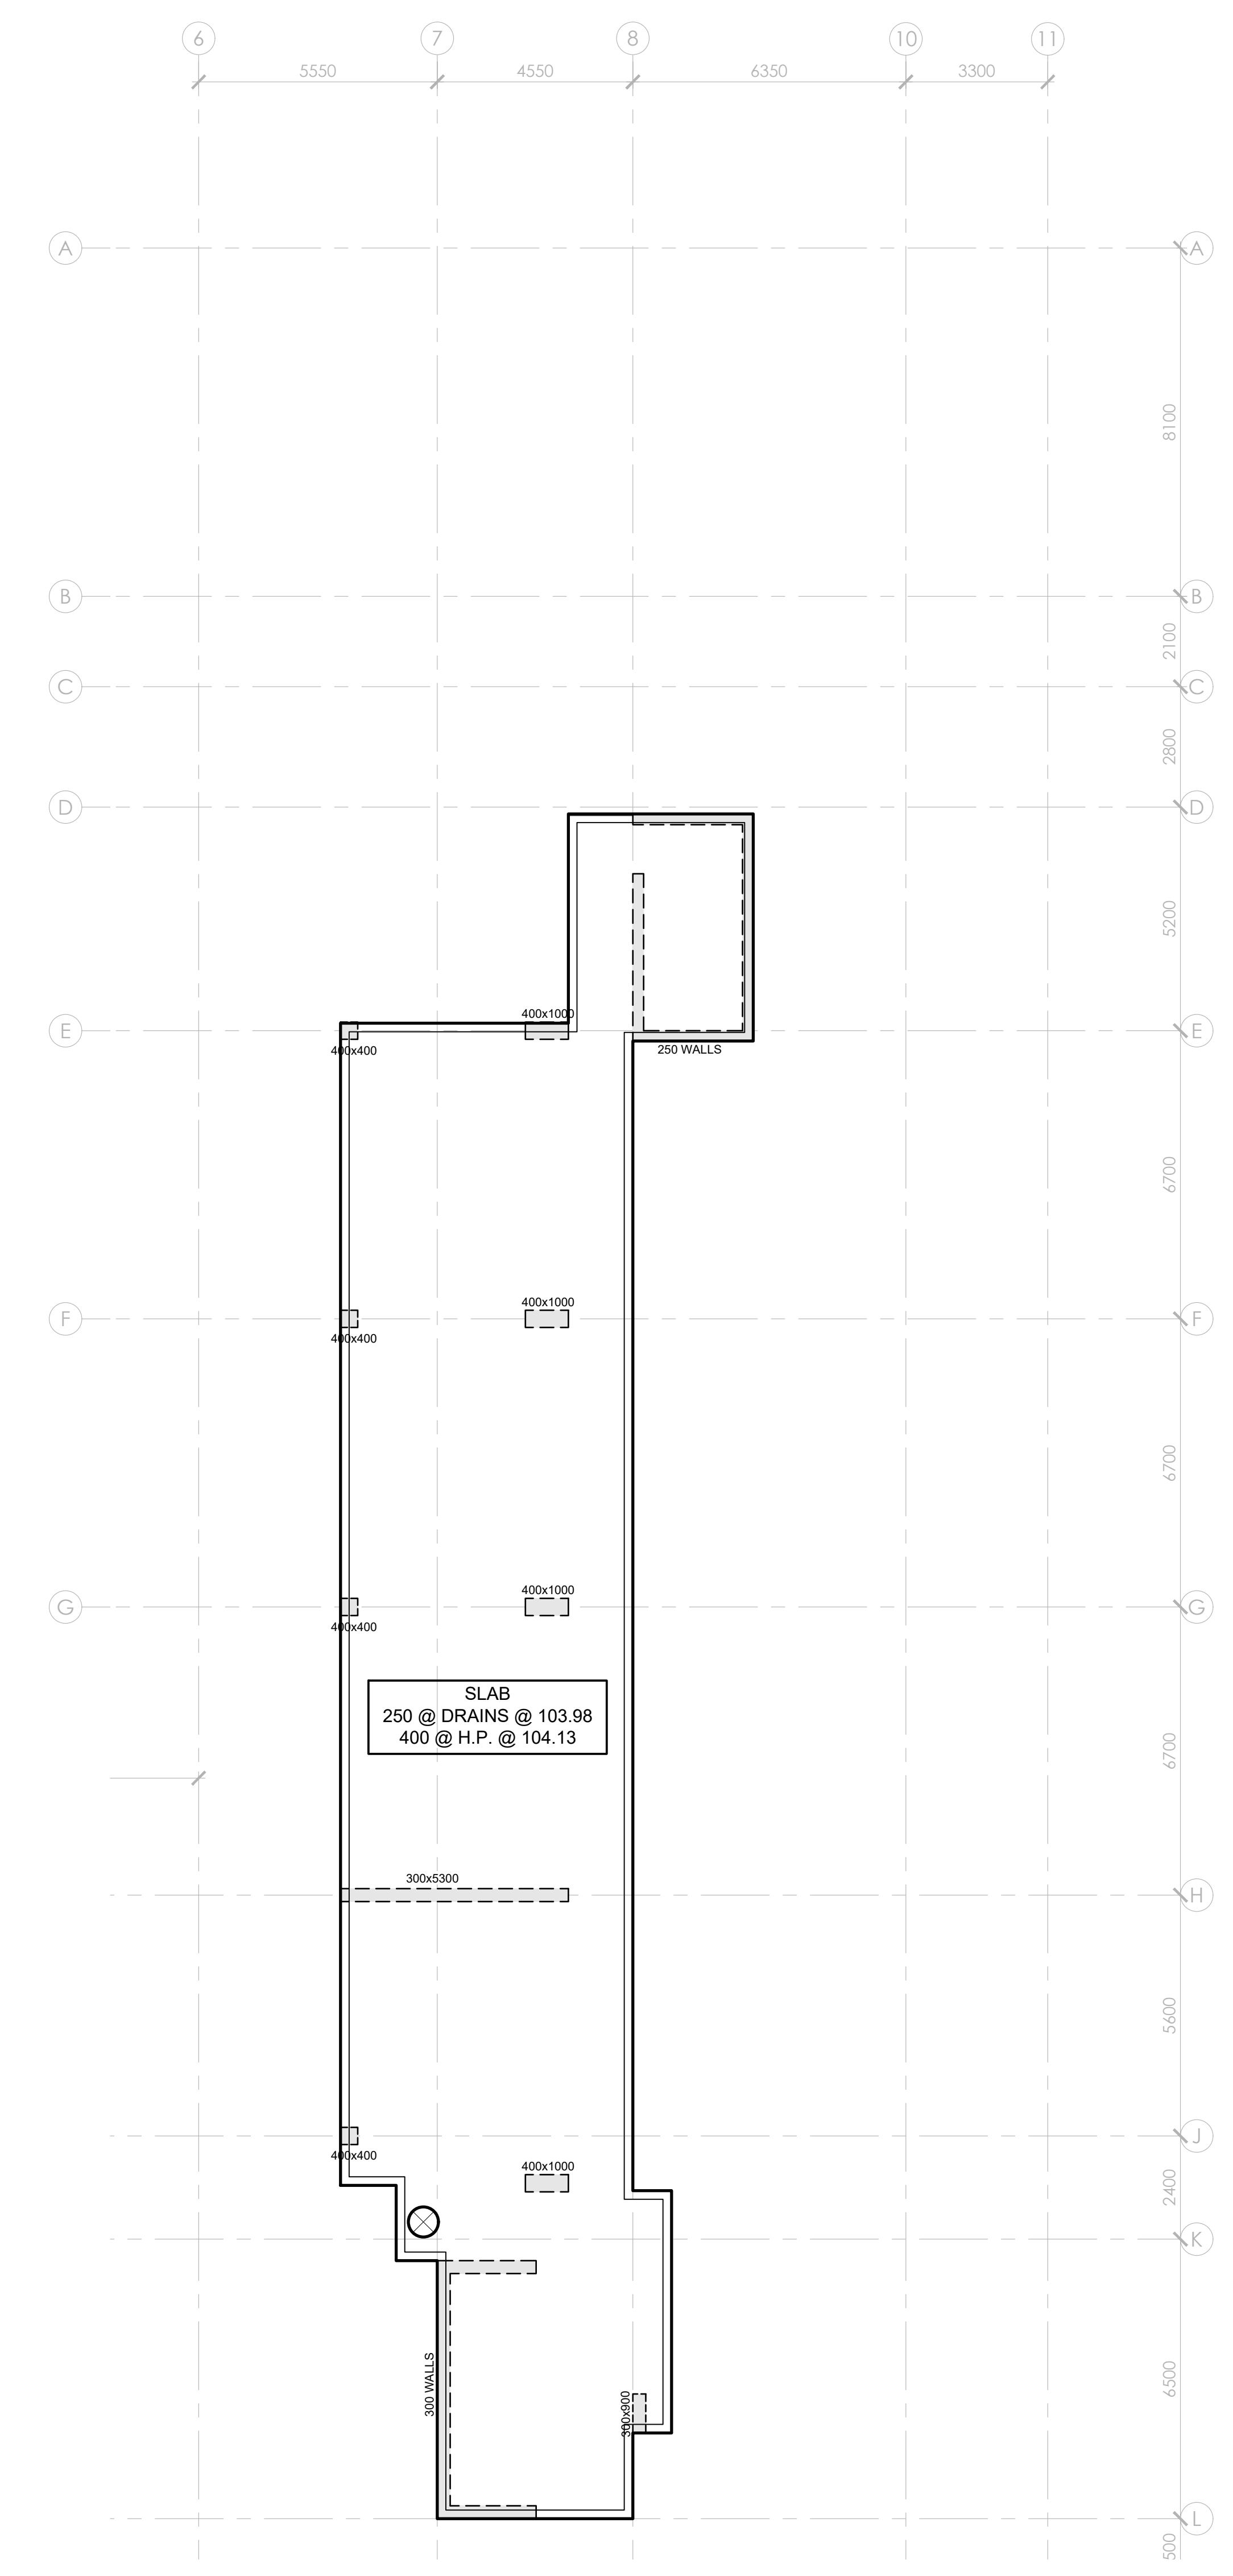 6 7 8 10 11
5550 4550 6350 3300
A A
8100
B B
2100
C C
2800
D D
5200
400x1000
E E
400x400
250 WALLS
6700
400x1000
F F
400x400
6700
400x1000
G G
400x400
SLAB
250 @ DRAINS @ 103.98
400 @ H.P. @ 104.13
6700
300x5300
H
5600
J
400x400
400x1000
2400
K
300 WALLS
6500
300x900
L
500